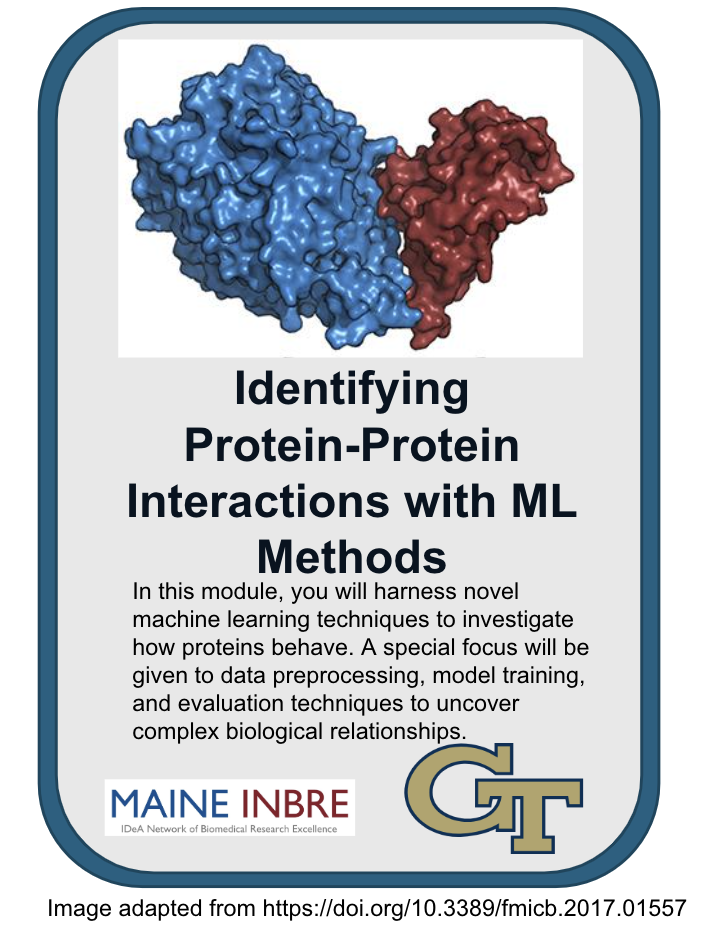 Identifying
Protein-Protein
Interactions with ML
Methods
In this module, you will harness novel
machine learning techniques to investigate
how proteins behave. A special focus will be
given to data preprocessing, model training,
and evaluation techniques to uncover
complex biological relationships.
MAINE INBRE
IDeA Network of Biomedical Research Excellence
GT
Image adapted from https://doi.org/10.3389/fmicb.2017.01557